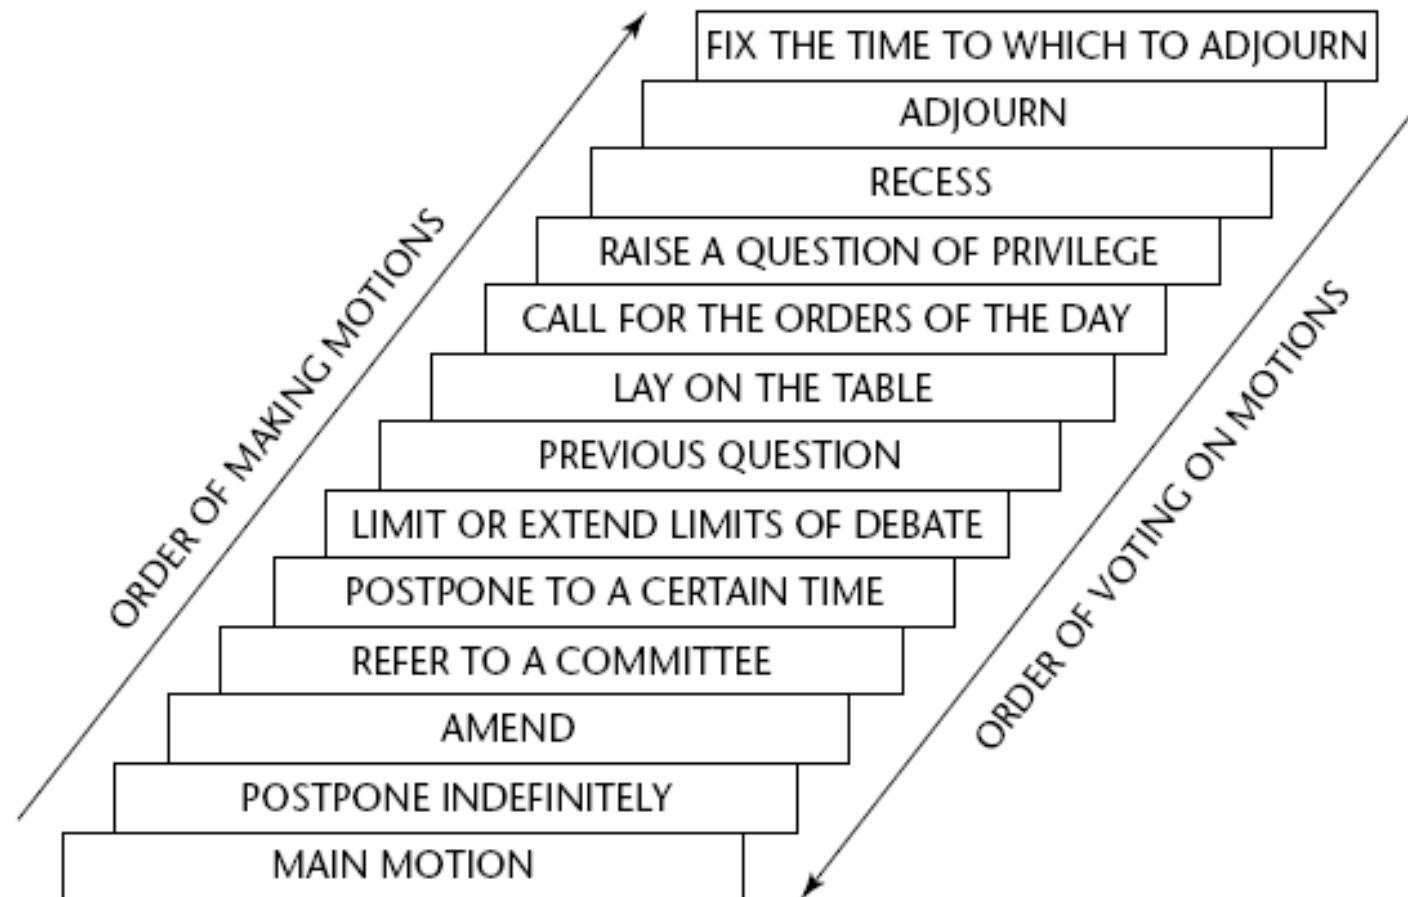 FIX THE TIME TO WHICH TO ADJOURN
ADJOURN
RECESS
RAISE A QUESTION OF PRIVILEGE
CALL FOR THE ORDERS OF THE DAY
LAY ON THE TABLE
PREVIOUS QUESTION
LIMIT OR EXTEND LIMITS OF DEBATE
POSTPONE TO A CERTAIN TIME
REFER TO A COMMITTEE
AMEND
POSTPONE INDEFINITELY
MAIN MOTION
ORDER OF MAKING MOTIONS
ORDER OF VOTING ON MOTIONS